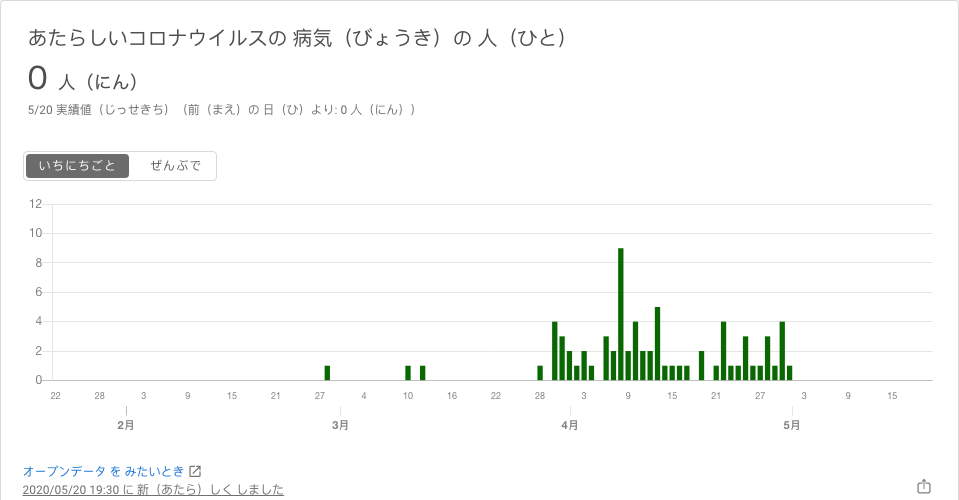 あたらしいコロナウイルスの 病気（びょうき）の 人（ひと）
0 人（にん）
5/20 実績値（じっせきち）（前（まえ）の 日（ひ）より: 0 人（にん））
いちにちごと ぜんぶで
12
10
8
6
4
2
0
22 28 3 9 15 21 27 4 10 16 22 28 3 9 15 21 27 3 9 15
2月 3月 4月 5月
オープンデータ を みたいとき
2020/05/20 19:30 に 新（あたら）しく しました